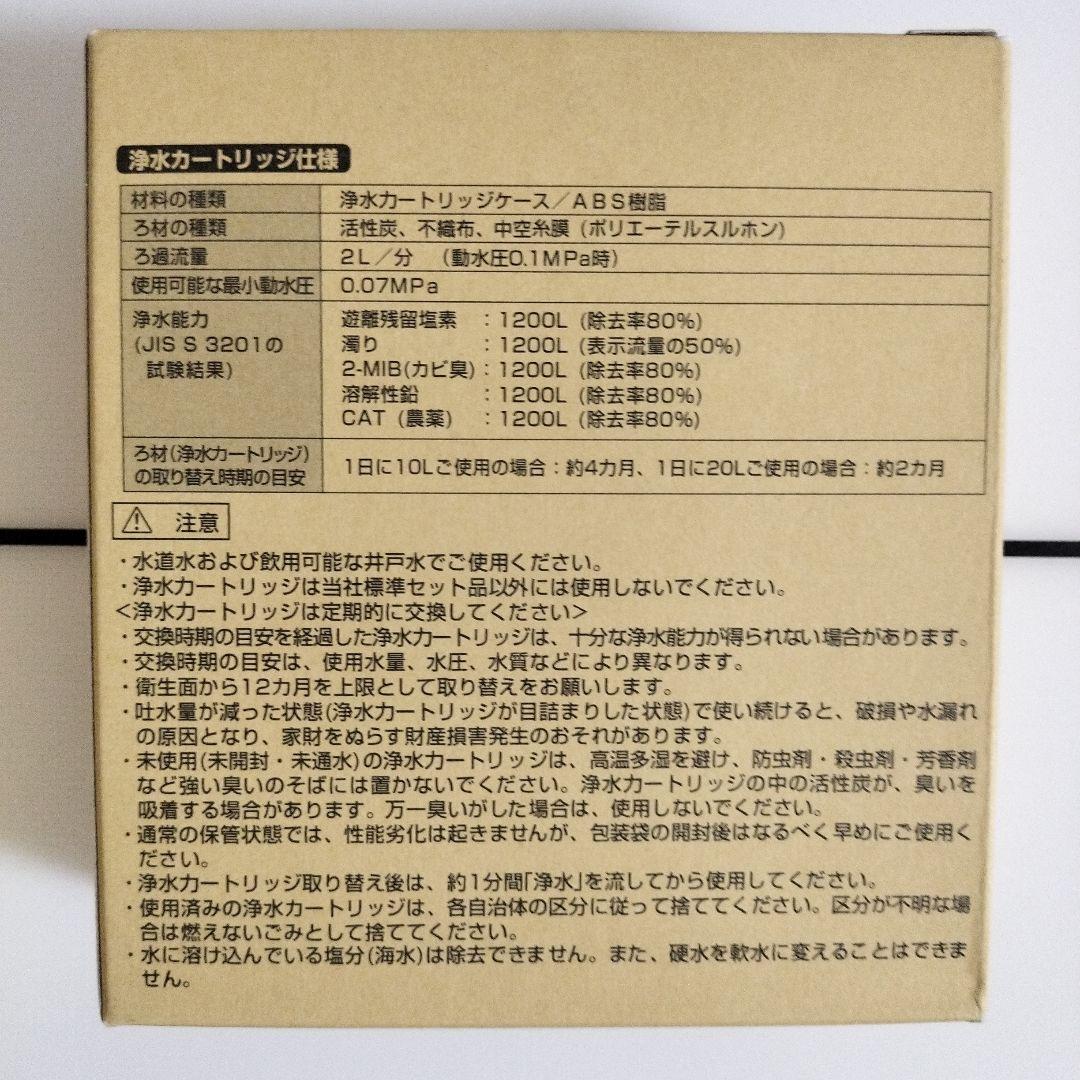 浄水カートリッジ仕様
材料の種類 浄水カートリッジケース／ABS樹脂
ろ材の種類 活性炭、不織布、中空糸膜（ポリエーテルスルホン）
ろ過流量 2L／分 （動水圧0.1MPa時）
使用可能な最小動水圧 0.07MPa
浄水能力 遊離残留塩素 ：1200L（除去率80%）
(JIS S 3201の 濁り ：1200L（表示流量の50%）
試験結果) 2-MIB(カビ臭)：1200L（除去率80%）
溶解性鉛 ：1200L（除去率80%）
CAT（農薬） ：1200L（除去率80%）
ろ材(浄水カートリッジ)
の取り替え時期の目安 1日に10Lご使用の場合：約4カ月、1日に20Lご使用の場合：約2カ月
⚠ 注意
・水道水および飲用可能な井戸水でご使用ください。
・浄水カートリッジは当社標準セット品以外には使用しないでください。
＜浄水カートリッジは定期的に交換してください＞
・交換時期の目安を経過した浄水カートリッジは、十分な浄水能力が得られない場合があります。
・交換時期の目安は、使用水量、水圧、水質などにより異なります。
・衛生面から12カ月を上限として取り替えをお願いします。
・吐水量が減った状態(浄水カートリッジが目詰まりした状態)で使い続けると、破損や水漏れ
の原因となり、家財をぬらす財産損害発生のおそれがあります。
・未使用(未開封・未通水)の浄水カートリッジは、高温多湿を避け、防虫剤・殺虫剤・芳香剤
など強い臭いのそばには置かないでください。浄水カートリッジの中の活性炭が、臭いを
吸着する場合があります。万一臭いがした場合は、使用しないでください。
・通常の保管状態では、性能劣化は起きませんが、包装袋の開封後はなるべく早めにご使用く
ださい。
・浄水カートリッジ取り替え後は、約1分間「浄水」を流してから使用してください。
・使用済みの浄水カートリッジは、各自治体の区分に従って捨ててください。区分が不明な場
合は燃えないごみとして捨ててください。
・水に溶け込んでいる塩分(海水)は除去できません。また、硬水を軟水に変えることはできま
せん。